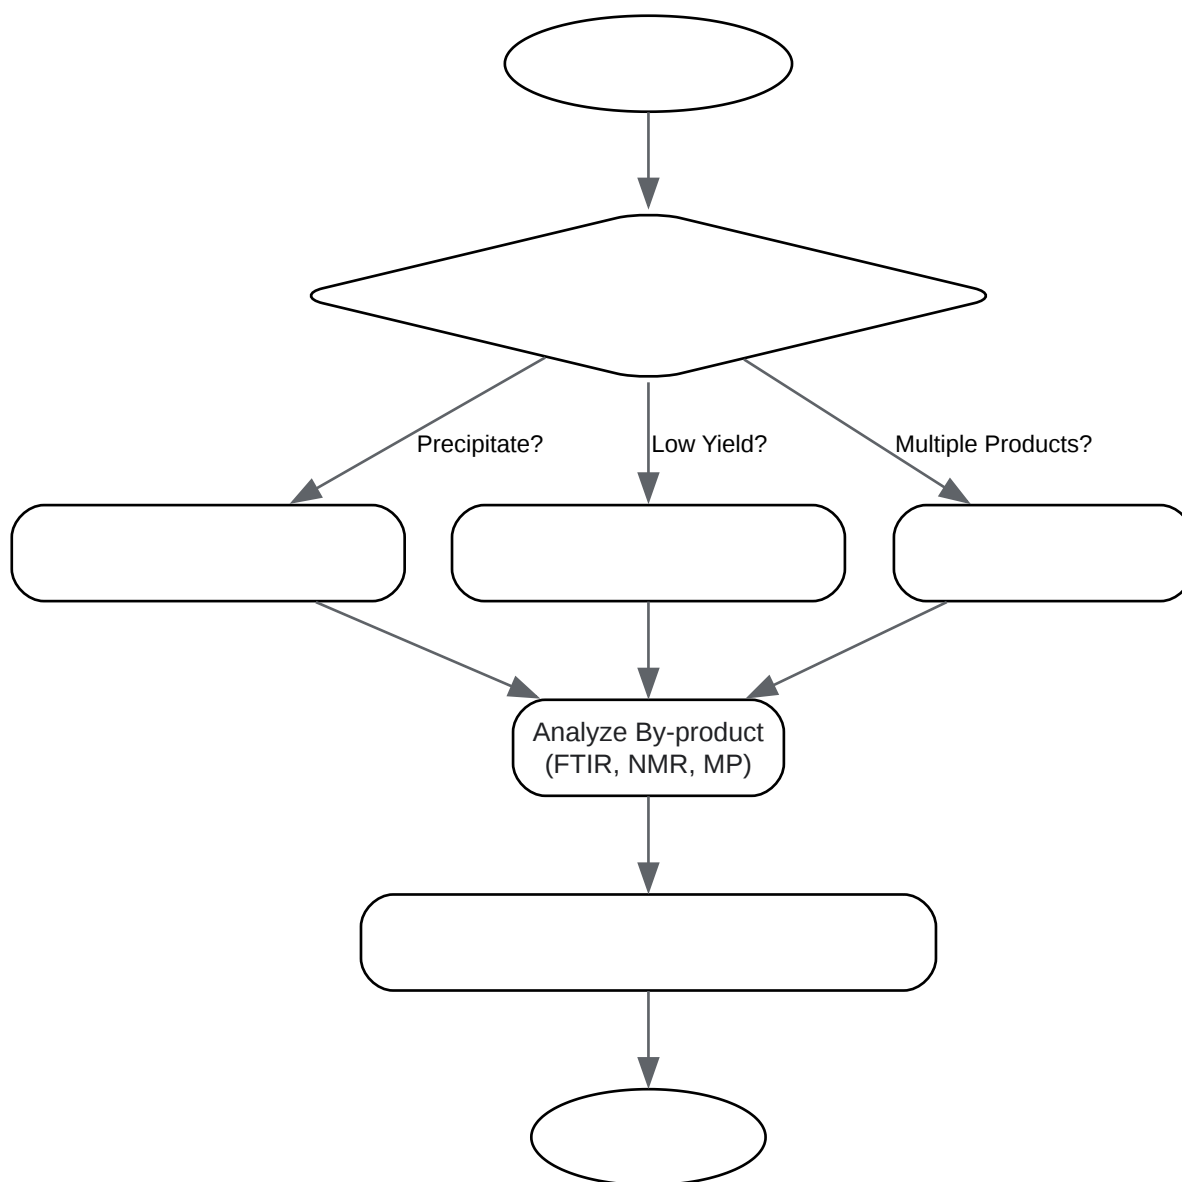 Precipitate?
Low Yield?
Multiple Products?
Analyze By-product
(FTIR, NMR, MP)